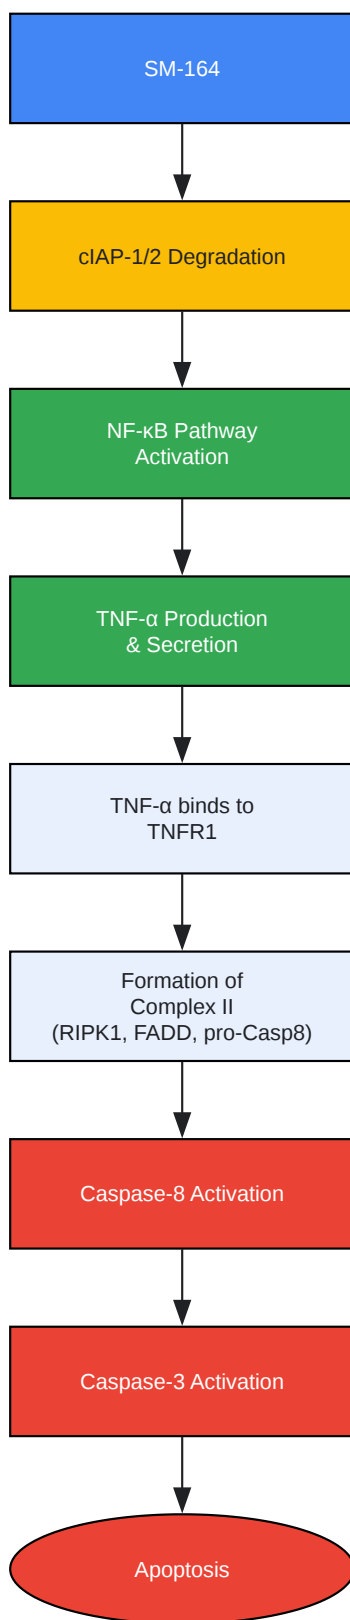 SM-164
cIAP-1/2 Degradation
NF-κB Pathway
Activation
TNF-α Production
& Secretion
TNF-α binds to
TNFR1
Formation of
Complex II
(RIPK1, FADD, pro-Casp8)
Caspase-8 Activation
Caspase-3 Activation
Apoptosis